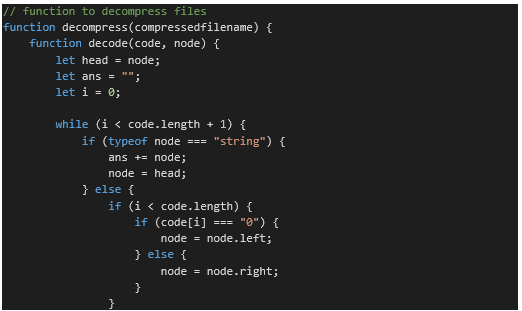 // function to decompress files
function decompress(compressedfilename) {
    function decode(code, node) {
        let head = node;
        let ans = "";
        let i = 0;

        while (i < code.length + 1) {
            if (typeof node === "string") {
                ans += node;
                node = head;
            } else {
                if (i < code.length) {
                    if (code[i] === "0") {
                        node = node.left;
                    } else {
                        node = node.right;
                    }
                }